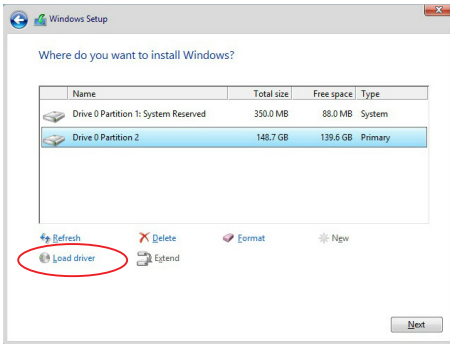 Windows Setup
Where do you want to install Windows?
Name Total size Free space Type
Drive 0 Partition 1: System Reserved 350.0 MB 88.0 MB System
Drive 0 Partition 2 148.7 GB 139.6 GB Primary
Refresh Delete Format New
Load driver Extend
Next